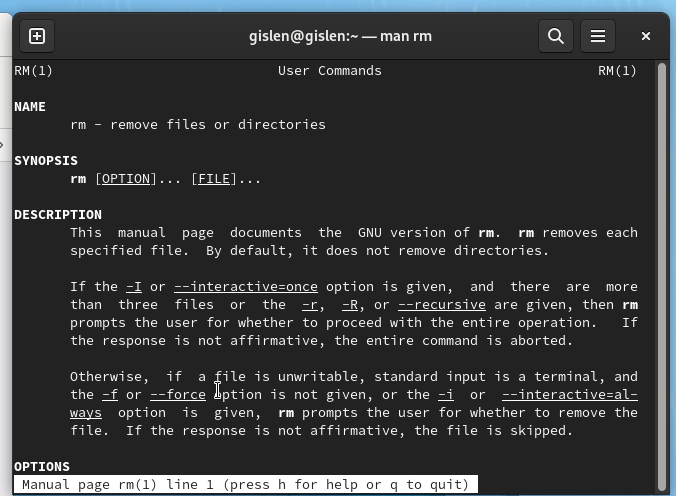 gislen@gislen:~ — man rm
RM(1) User Commands RM(1)
NAME
rm - remove files or directories
SYNOPSIS
rm [OPTION]... [FILE]...
DESCRIPTION
This manual page documents the GNU version of rm. rm removes each
specified file. By default, it does not remove directories.
If the -I or --interactive=once option is given, and there are more
than three files or the -r, -R, or --recursive are given, then rm
prompts the user for whether to proceed with the entire operation. If
the response is not affirmative, the entire command is aborted.
Otherwise, if a file is unwritable, standard input is a terminal, and
the -f or --force option is not given, or the -i or --interactive=al-
ways option is given, rm prompts the user for whether to remove the
file. If the response is not affirmative, the file is skipped.
OPTIONS
Manual page rm(1) line 1 (press h for help or q to quit)